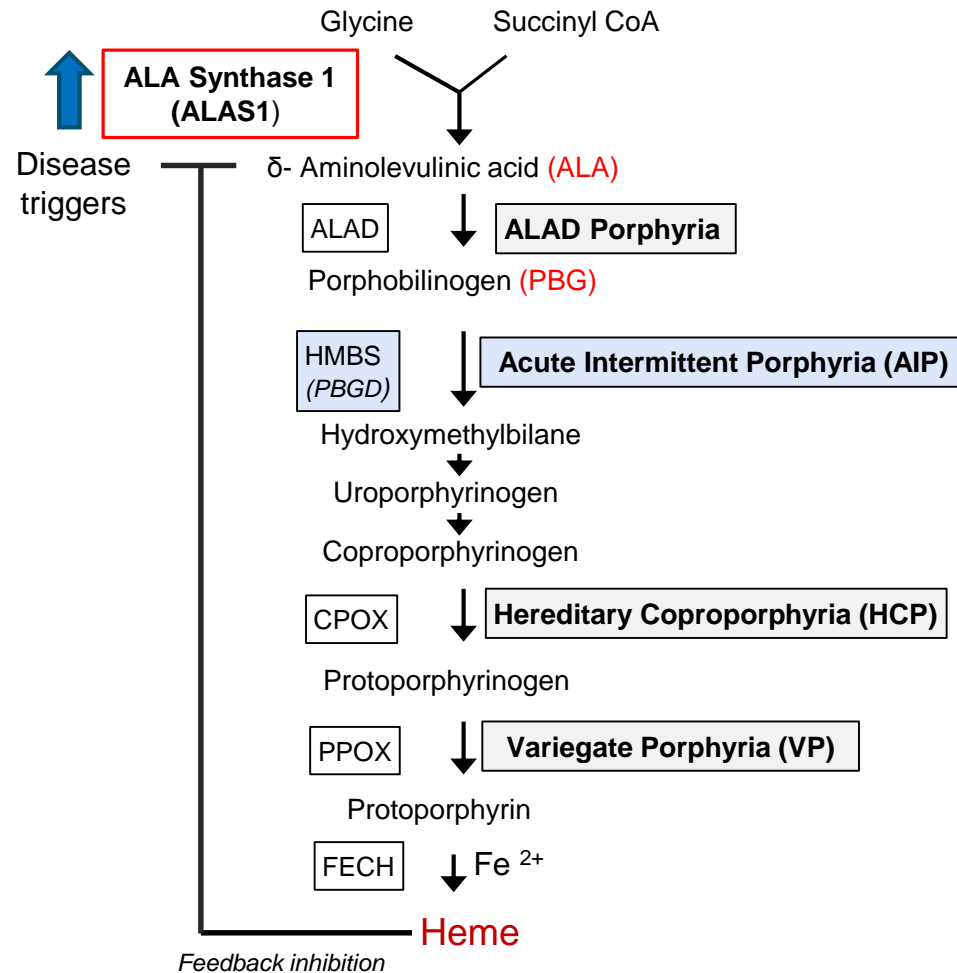 Glycine
Succinyl CoA
ALA Synthase 1
(ALAS1)
Disease
triggers
δ- Aminolevulinic acid (ALA)
ALAD
ALAD Porphyria
Porphobilinogen (PBG)
HMBS
(PBGD)
Acute Intermittent Porphyria (AIP)
Hydroxymethylbilane
Uroporphyrinogen
Coproporphyrinogen
CPOX
Hereditary Coproporphyria (HCP)
Protoporphyrinogen
PPOX
Variegate Porphyria (VP)
Protoporphyrin
FECH
Fe 2+
Heme
Feedback inhibition